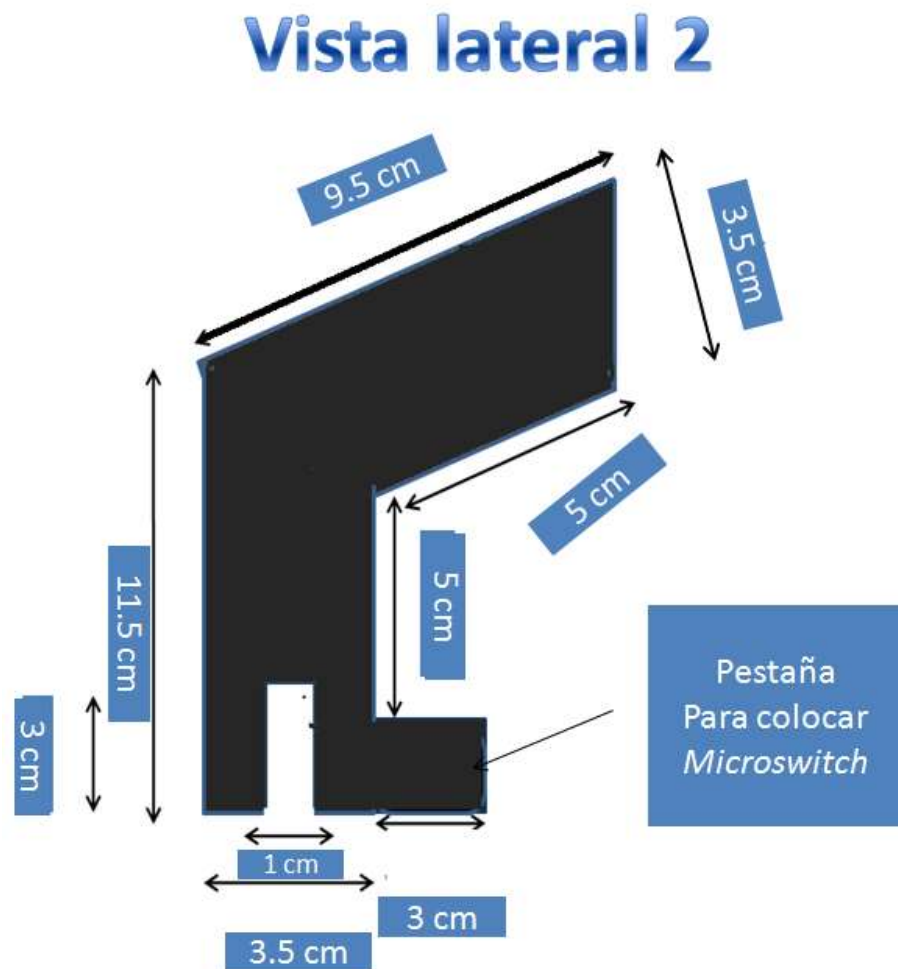 Vista lateral 2
9.5 cm
3.5 cm
5 cm
5 cm
11.5 cm
3 cm
Pestaña
Para colocar
Microswitch
1 cm
3 cm
3.5 cm